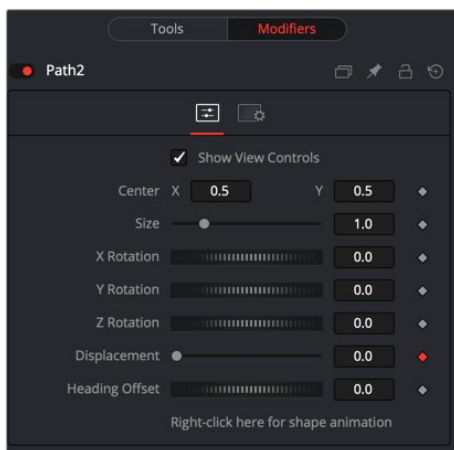 Tools Modifiers
Path2
Show View Controls
Center X 0.5 Y 0.5
Size 1.0
X Rotation 0.0
Y Rotation 0.0
Z Rotation 0.0
Displacement 0.0
Heading Offset 0.0
Right-click here for shape animation